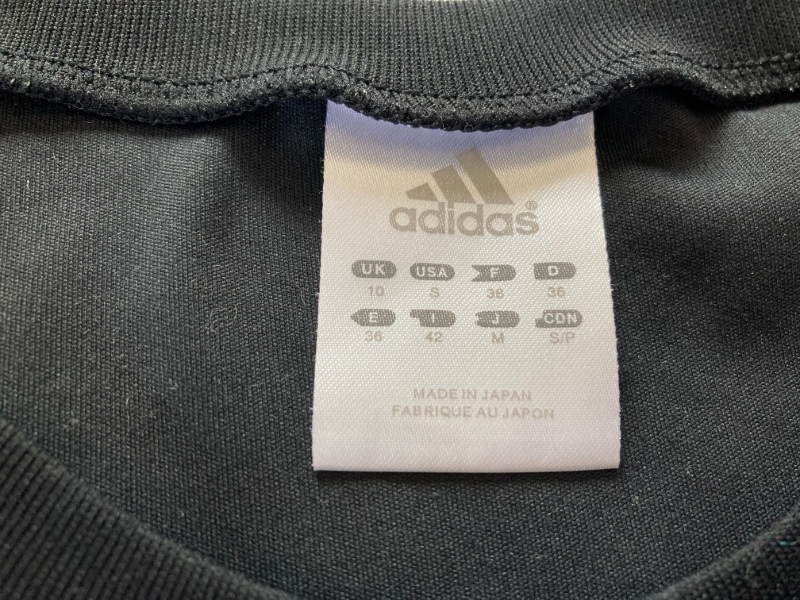 adidas®
UK USA F D
10 S 38 36
E I J CDN
36 42 M S/P
MADE IN JAPAN
FABRIQUE AU JAPON